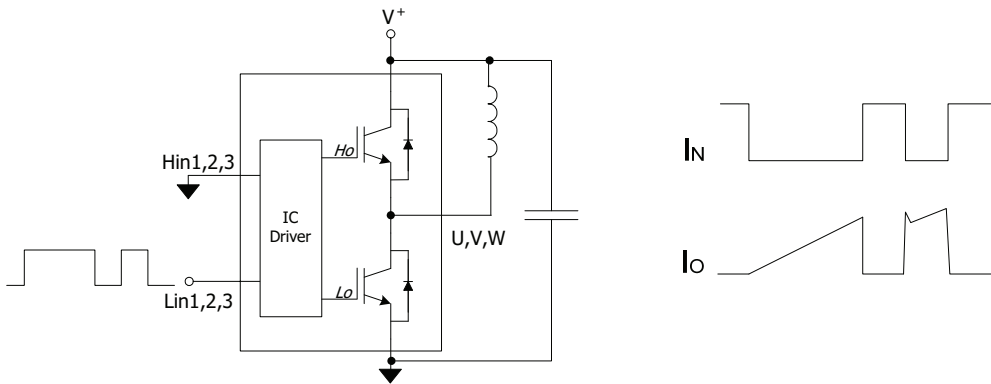 V+
Hin1,2,3
Ho
IC
Driver
U,V,W
Lo
Lin1,2,3
IN
IO